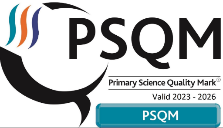 PSQM
Primary Science Quality Mark
Valid 2023 - 2026
PSQM